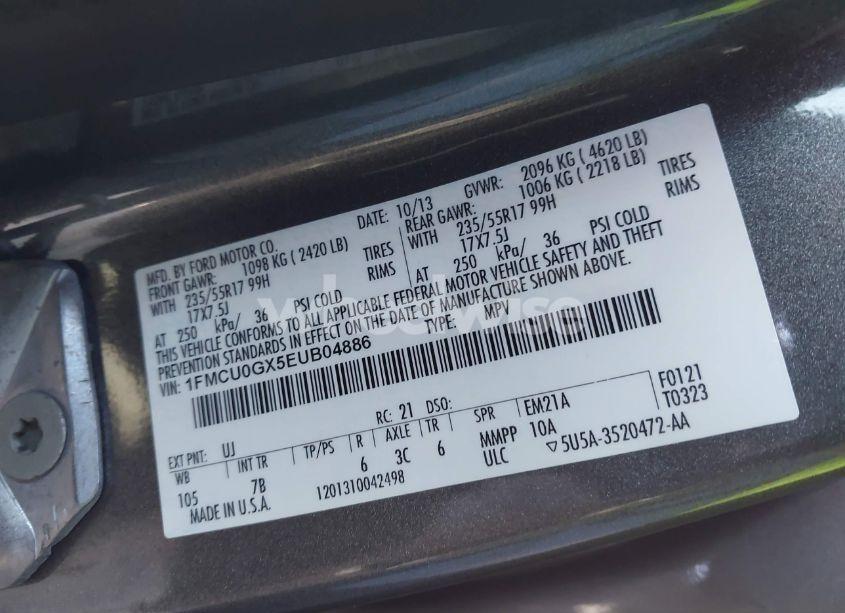 MFD. BY FORD MOTOR CO.
DATE: 10/13
GVWR: 2096 KG ( 4620 LB)
FRONT GAWR: 1098 KG ( 2420 LB)
REAR GAWR: 1006 KG ( 2218 LB)
WITH 235/55R17 99H TIRES
WITH 235/55R17 99H TIRES
17X7.5J RIMS
17X7.5J RIMS
AT 250 kPa/ 36 PSI COLD
AT 250 kPa/ 36 PSI COLD
THIS VEHICLE CONFORMS TO ALL APPLICABLE FEDERAL MOTOR VEHICLE SAFETY AND THEFT
PREVENTION STANDARDS IN EFFECT ON THE DATE OF MANUFACTURE SHOWN ABOVE.
VIN: 1FMCU0GX5EUB04886
TYPE: MPV
EXT PNT: UJ RC: 21 DSO:
F0121
T0323
WB INT TR TP/PS R AXLE TR SPR EM21A
105 7B 6 3C 6 MMPP 10A
ULC ▽5U5A-3520472-AA
MADE IN U.S.A. 1201310042498